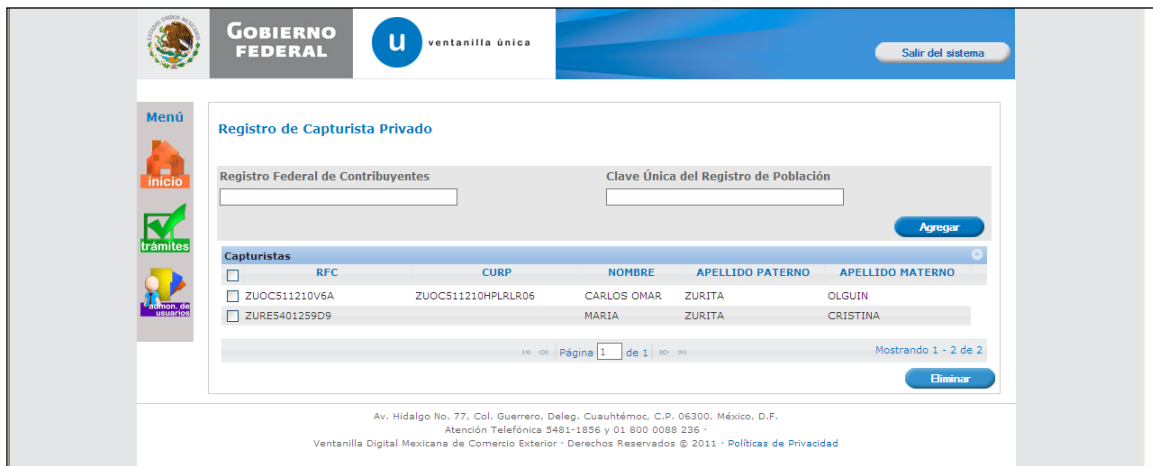 GOBIERNO
FEDERAL
u
ventanilla única
Salir del sistema
Menú
inicio
trámites
admon. de
usuarios
Registro de Capturista Privado
Registro Federal de Contribuyentes
Clave Única del Registro de Población
Agregar
Capturistas
RFC CURP NOMBRE APELLIDO PATERNO APELLIDO MATERNO
ZUOC511210V6A ZUOC511210HPLRLR06 CARLOS OMAR ZURITA OLGUIN
ZURE5401259D9 MARIA ZURITA CRISTINA
Página 1 de 1
Mostrando 1 - 2 de 2
Eliminar
Av. Hidalgo No. 77, Col. Guerrero, Deleg. Cuauhtémoc, C.P. 06300, México, D.F.
Atención Telefónica 5481-1856 y 01 800 0088 236 ·
Ventanilla Digital Mexicana de Comercio Exterior · Derechos Reservados © 2011 · Políticas de Privacidad